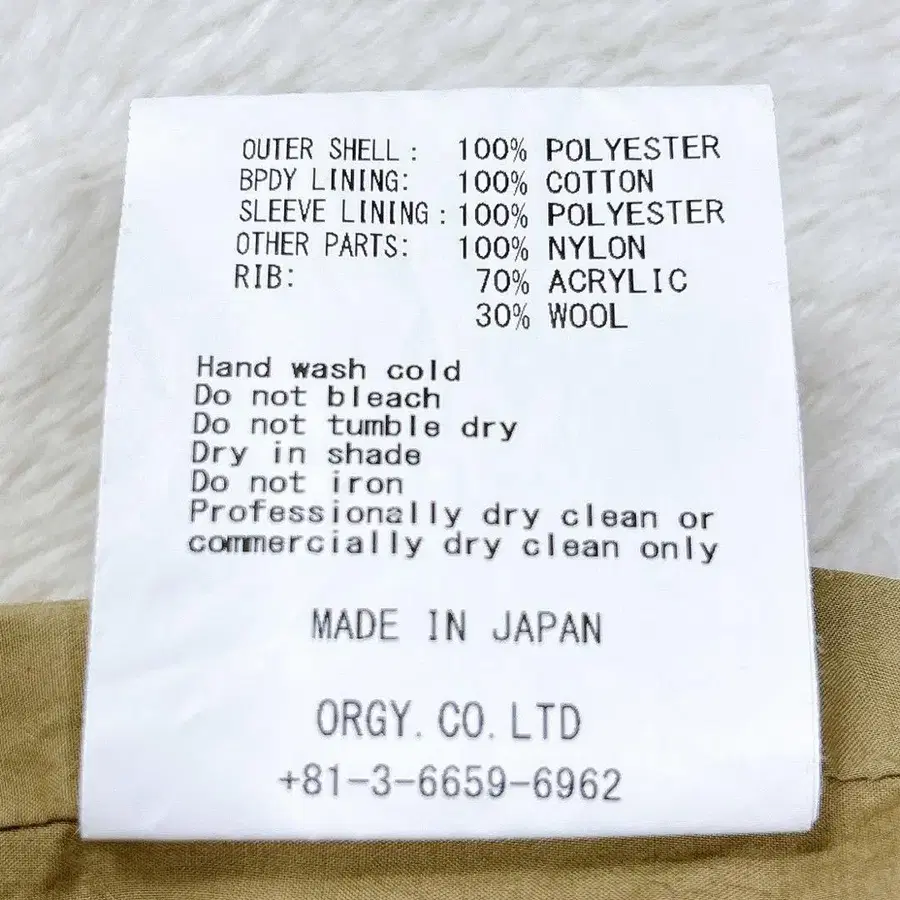 OUTER SHELL: 100% POLYESTER
BPDY LINING: 100% COTTON
SLEEVE LINING: 100% POLYESTER
OTHER PARTS: 100% NYLON
RIB: 70% ACRYLIC
30% WOOL
Hand wash cold
Do not bleach
Do not tumble dry
Dry in shade
Do not iron
Professionally dry clean or
commercially dry clean only
MADE IN JAPAN
ORGY.CO.LTD
+81-3-6659-6962